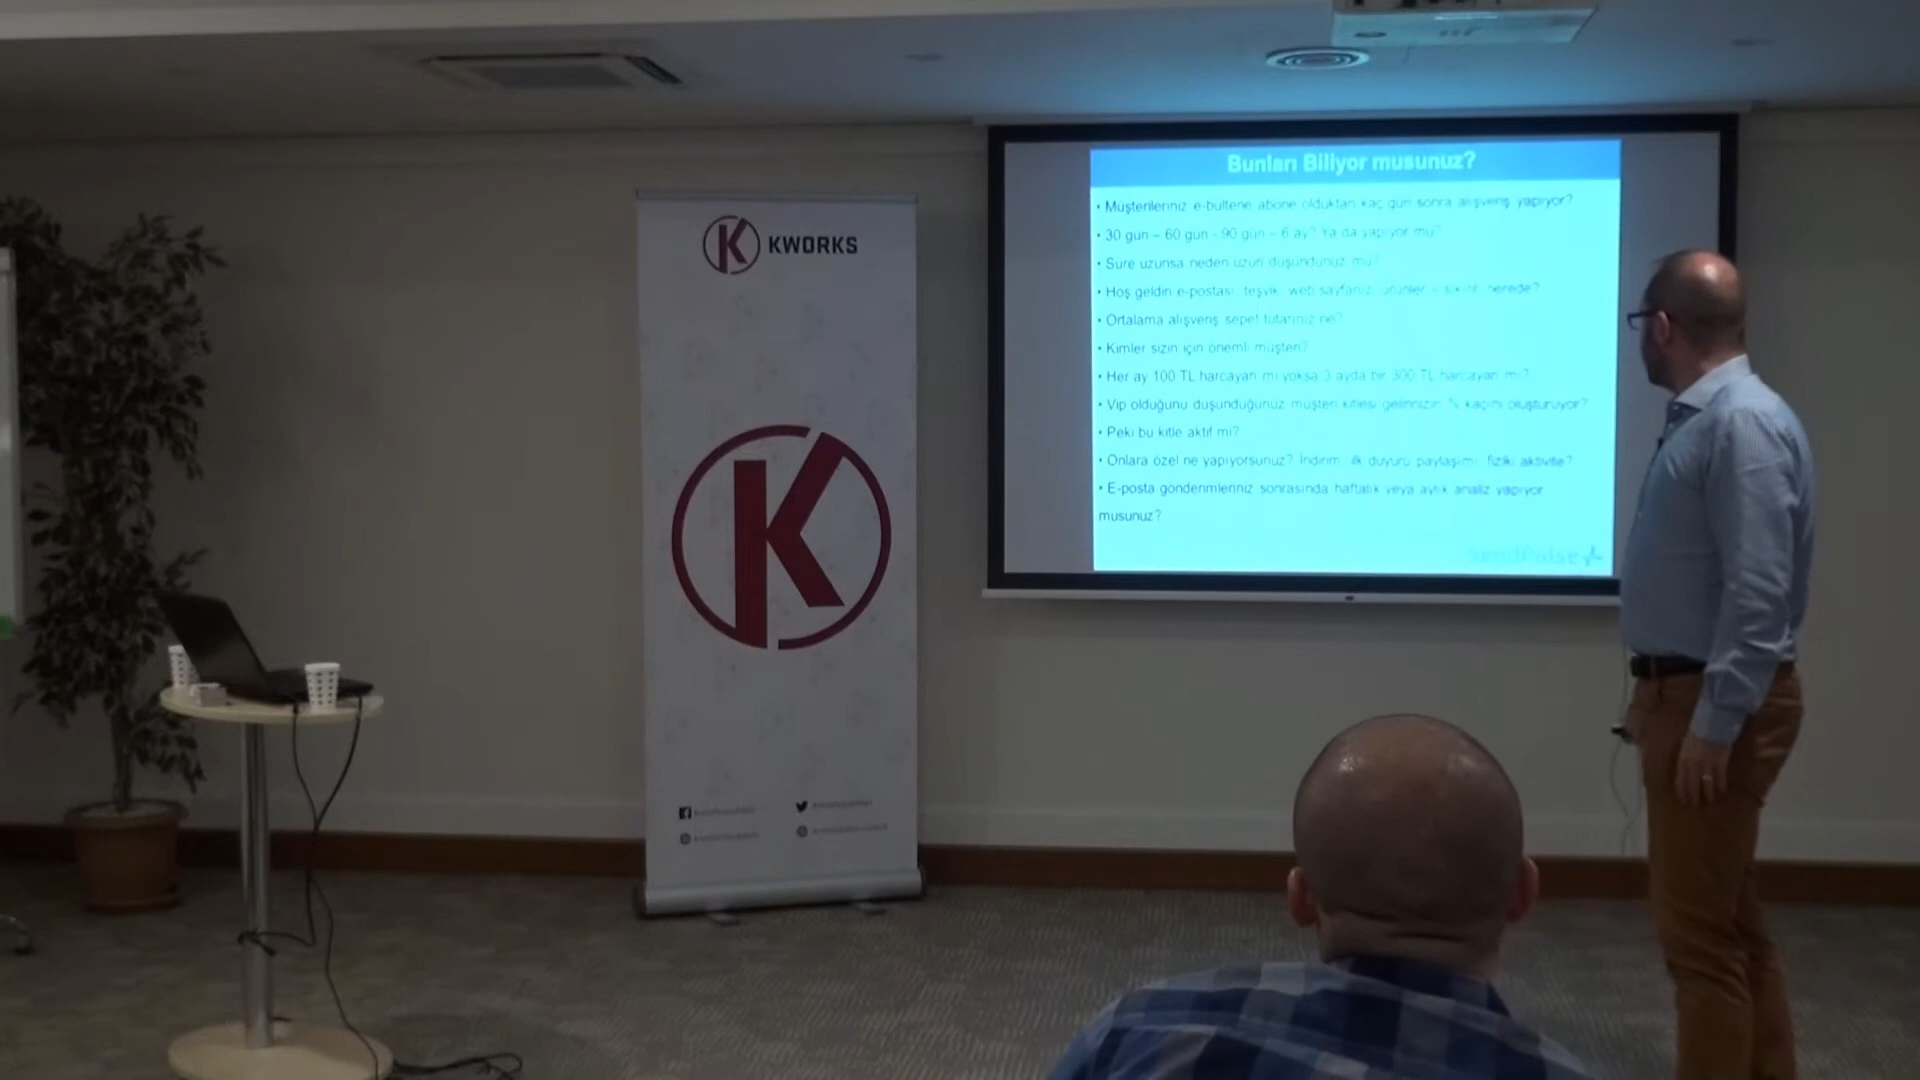 KWORKS
Bunları Biliyor musunuz?
• Müşterileriniz e-bültene abone olduktan kaç gün sonra alışveriş yapıyor?
• 30 gün – 60 gün - 90 gün – 6 ay? Ya da yapıyor mu?
• Süre uzunsa neden uzun düşündünüz mü?
• Hoş geldin e-postası, teşvik, web sayfanız, ürünler – sıkıntı nerede?
• Ortalama alışveriş sepet tutarınız ne?
• Kimler sizin için önemli müşteri?
• Her ay 100 TL harcayan mı yoksa 3 ayda bir 300 TL harcayan mı?
• Vip olduğunu düşündüğünüz müşteri kitlesi gelirinizin % kaçını oluşturuyor?
• Peki bu kitle aktif mi?
• Onlara özel ne yapıyorsunuz? İndirim, ilk duyuru paylaşımı, fiziki aktivite?
• E-posta gönderimleriniz sonrasında haftalık veya aylık analiz yapıyor
musunuz?
SendPulse